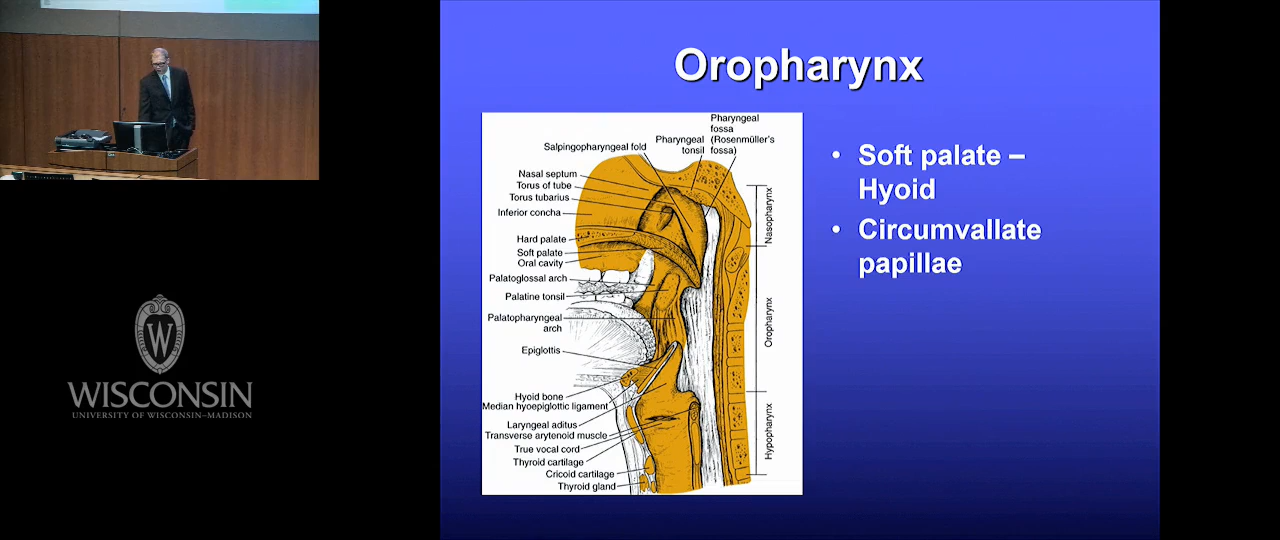 Oropharynx
Pharyngeal
fossa
(Rosenmüller's
fossa)
Pharyngeal
tonsil
Salpingopharyngeal fold
Nasal septum
Torus of tube
Torus tubarius
Inferior concha
Hard palate
Soft palate
Oral cavity
Palatoglossal arch
Palatine tonsil
Palatopharyngeal
arch
Epiglottis
Hyoid bone
Median hyoepiglottic ligament
Laryngeal aditus
Transverse arytenoid muscle
True vocal cord
Thyroid cartilage
Cricoid cartilage
Thyroid gland
Nasopharynx
Oropharynx
Hypopharynx
• Soft palate –
Hyoid
• Circumvallate
papillae
W
WISCONSIN
UNIVERSITY OF WISCONSIN–MADISON